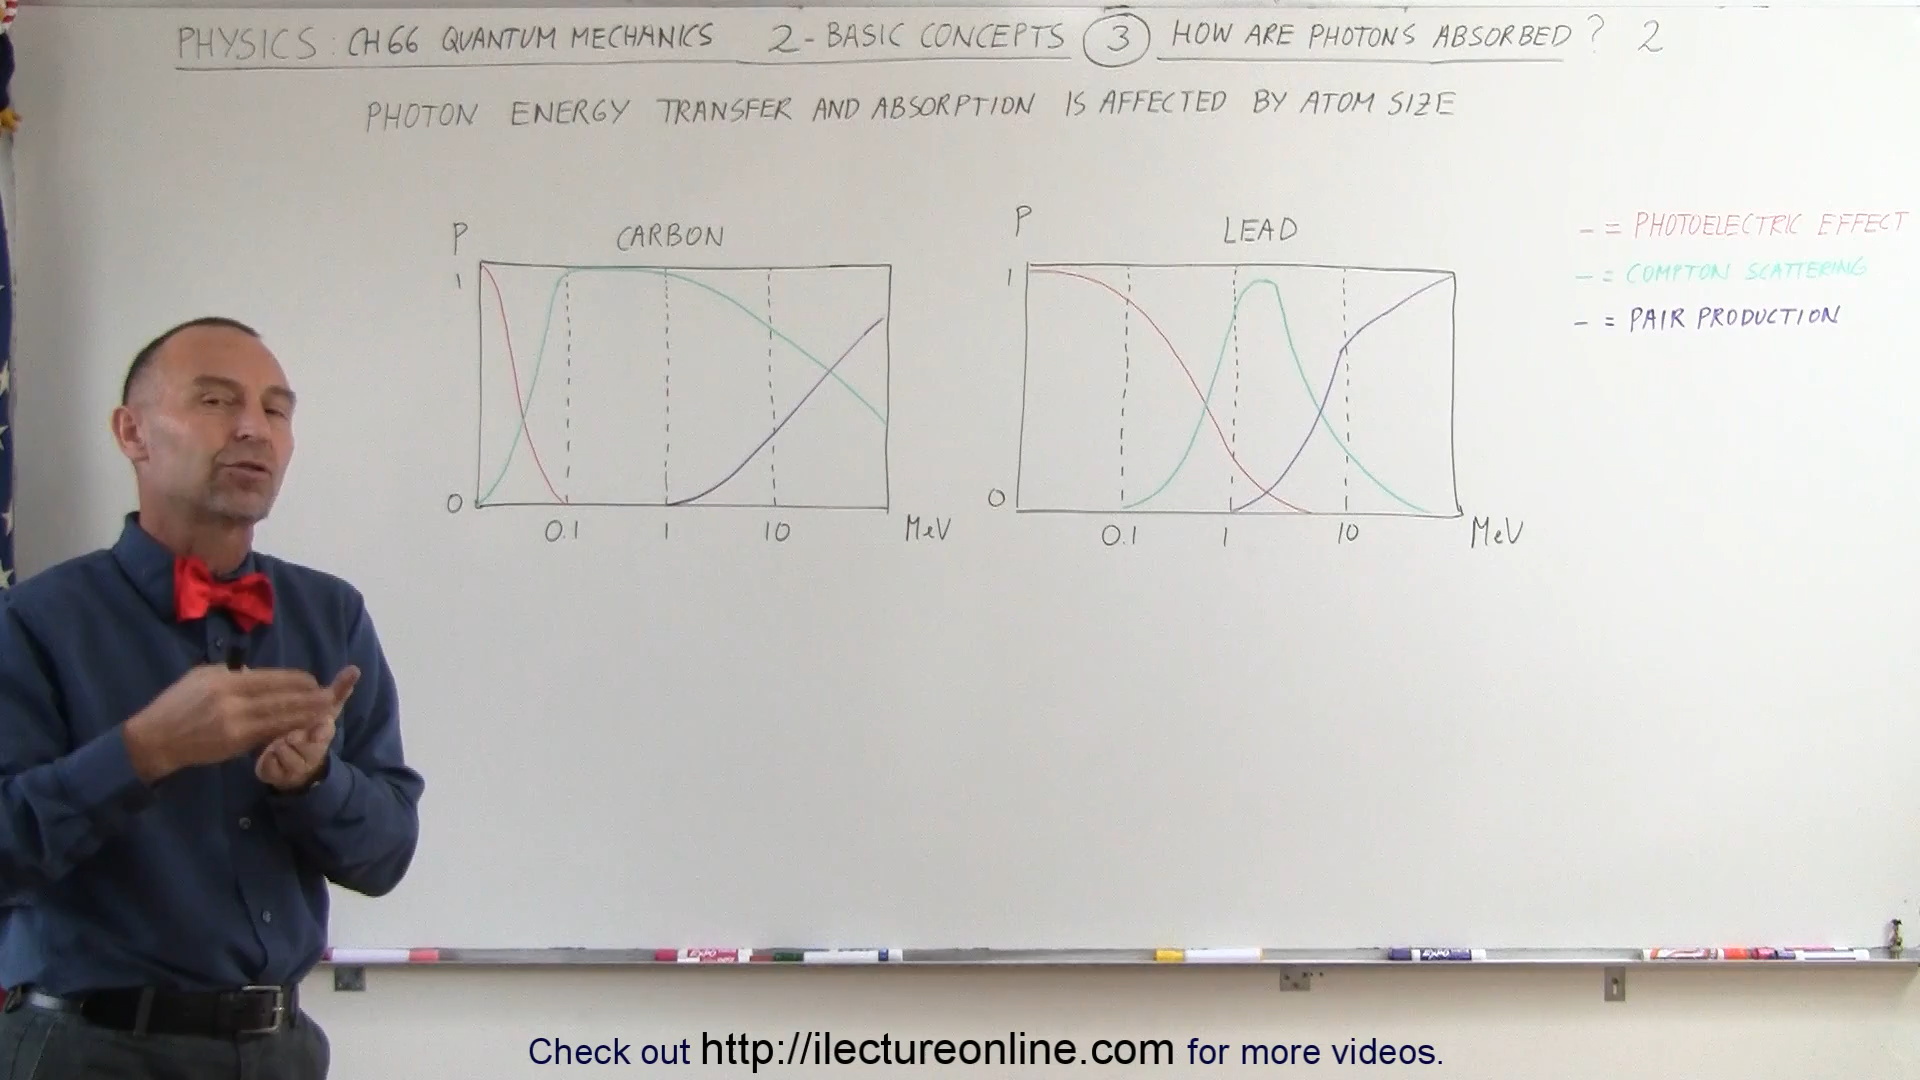 PHYSICS: CH66 QUANTUM MECHANICS 2-BASIC CONCEPTS 3 HOW ARE PHOTONS ABSORBED? 2
PHOTON ENERGY TRANSFER AND ABSORPTION IS AFFECTED BY ATOM SIZE
P CARBON
1
0
0.1 1 10 MeV
P LEAD
1
0
0.1 1 10 MeV
- = PHOTOELECTRIC EFFECT
- = COMPTON SCATTERING
- = PAIR PRODUCTION
Check out http://ilectureonline.com for more videos.